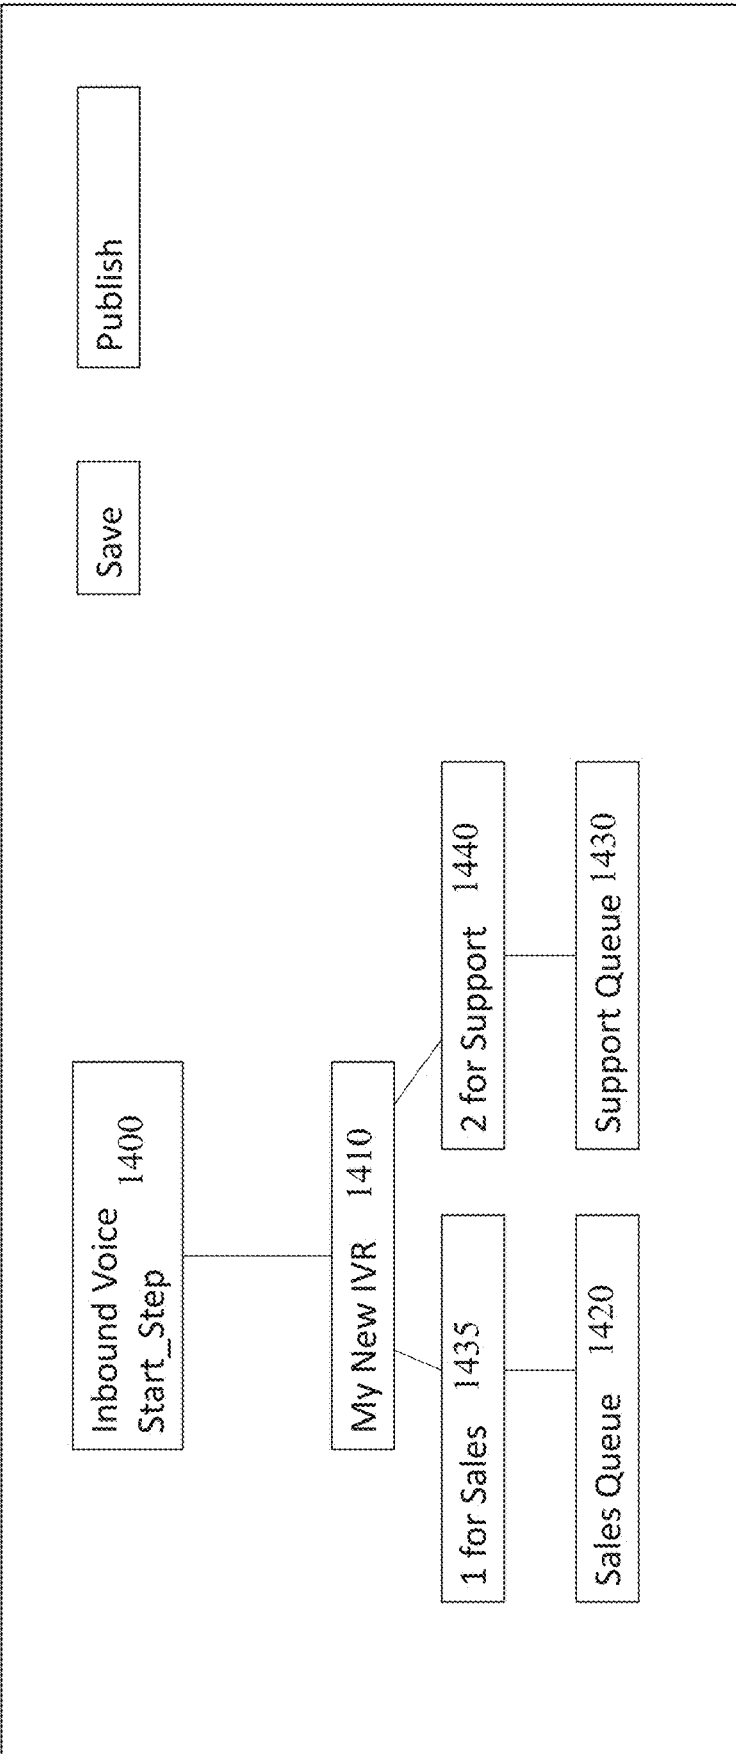 Inbound Voice
Start_Step 1400
Save
Publish
My New IVR 1410
1 for Sales 1435
2 for Support 1440
Sales Queue 1420
Support Queue 1430